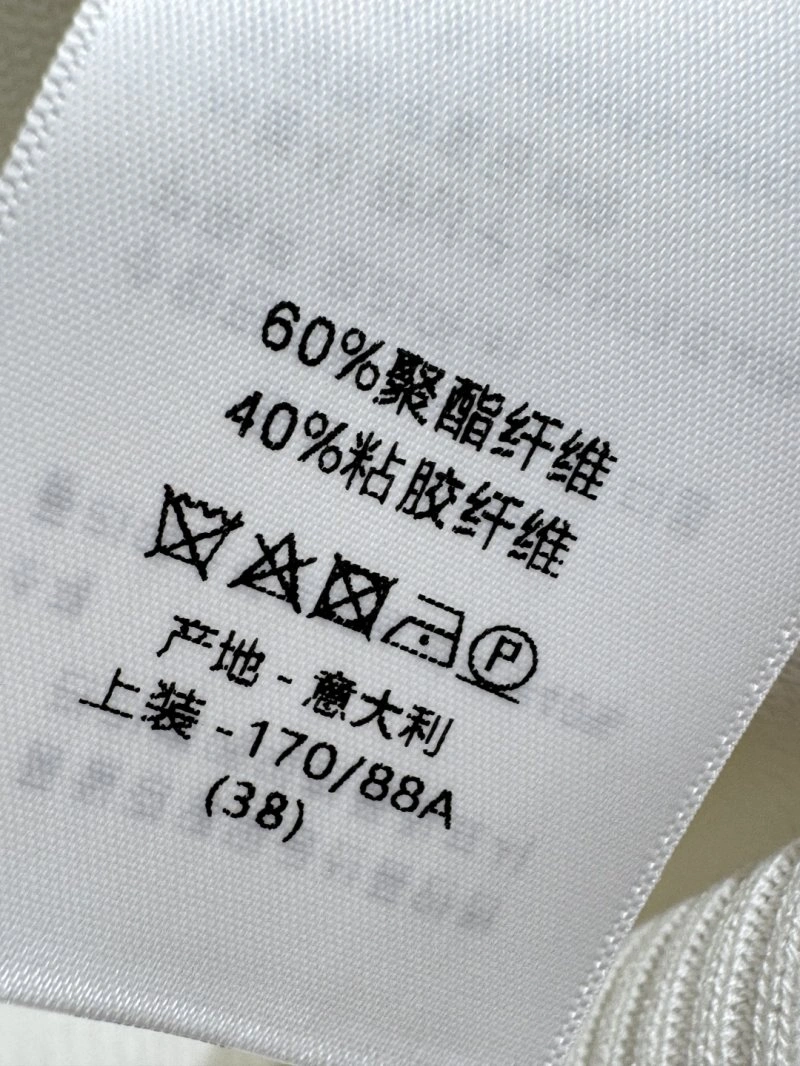 60%聚酯纤维
40%粘胶纤维
P
产地 - 意大利
上装 -170/88A
(38)